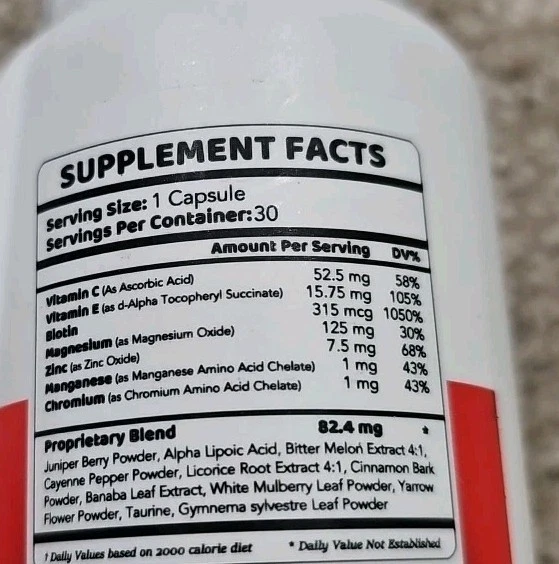 SUPPLEMENT FACTS
Serving Size: 1 Capsule
Servings Per Container:30
Amount Per Serving DV%
Vitamin C (As Ascorbic Acid) 52.5 mg 58%
Vitamin E (as d-Alpha Tocopheryl Succinate) 15.75 mg 105%
Biotin 315 mcg 1050%
Magnesium (as Magnesium Oxide) 125 mg 30%
Zinc (as Zinc Oxide) 7.5 mg 68%
Manganese (as Manganese Amino Acid Chelate) 1 mg 43%
Chromium (as Chromium Amino Acid Chelate) 1 mg 43%
Proprietary Blend 82.4 mg *
Juniper Berry Powder, Alpha Lipoic Acid, Bitter Melon Extract 4:1,
Cayenne Pepper Powder, Licorice Root Extract 4:1, Cinnamon Bark
Powder, Banaba Leaf Extract, White Mulberry Leaf Powder, Yarrow
Flower Powder, Taurine, Gymnema sylvestre Leaf Powder
† Daily Values based on 2000 calorie diet * Daily Value Not Established